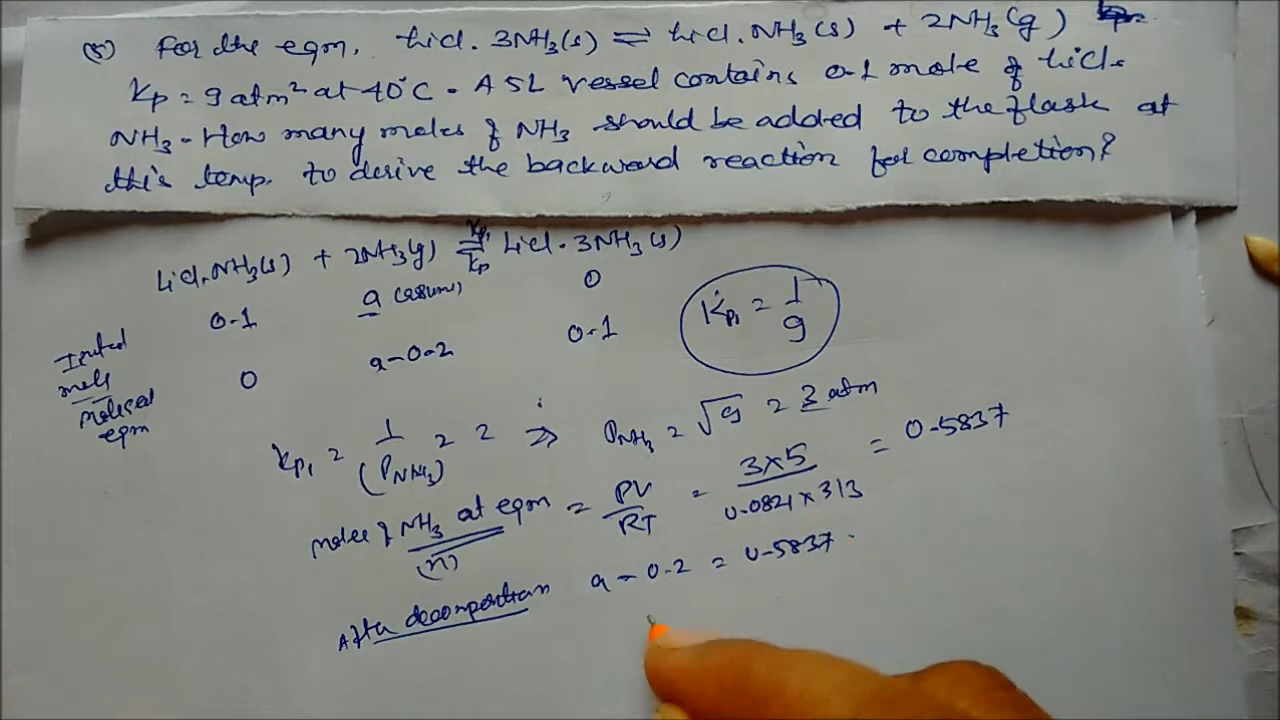 (5) For the eqm, Licl. 3NH₃(s) ⇌ Licl. NH₃(s) + 2NH₃(g)
Kp = 9 atm² at 40°C - A 5L vessel contains 0.1 mole of Licl.
NH₃. How many moles of NH₃ should be added to the flask at
this temp. to derive the backward reaction for completion?
Licl.NH₃(s) + 2NH₃(g) ⇌ Licl. 3NH₃(s)
Kp₁
Kp
0.1 a (assum) 0
Kp₁ = 1/9
moles at eqm 0 a-0.2 0.1
Kp₁ = 1/(PNH₃) = 2 ⇒ PNH₃ = √9 = 3 atm
moles of NH₃ at eqm (n) = PV/RT = 3×5/0.0821×313 = 0.5837
After decomposition a - 0.2 = 0.5837